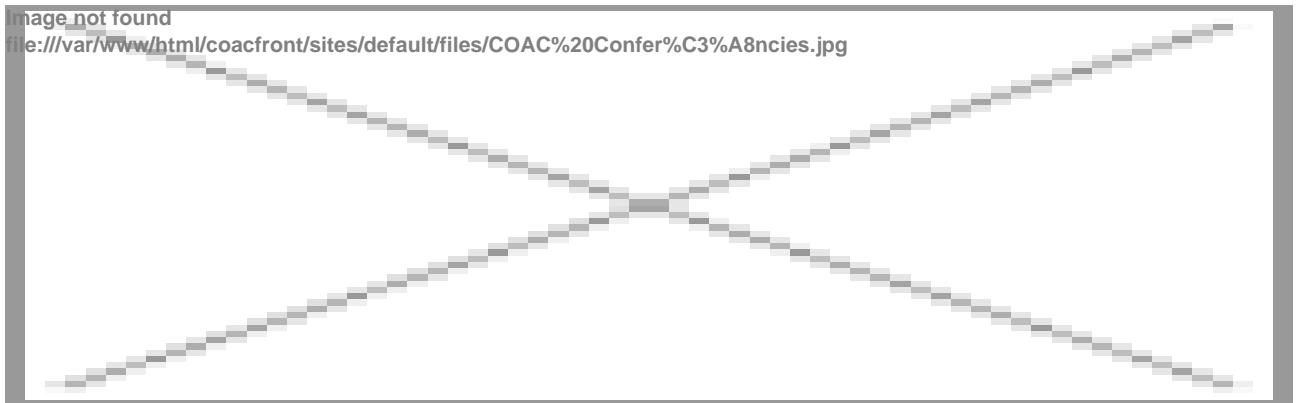 Image not found
file:///var/www/html/coacfront/sites/default/files/COAC%20Confer%C3%A8ncies.jpg